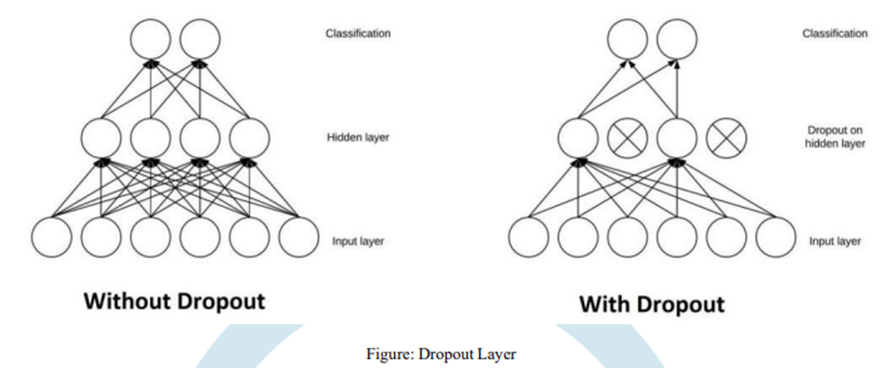 Classification
Hidden layer
Input layer
Without Dropout
Classification
Dropout on
hidden layer
Input layer
With Dropout
Figure: Dropout Layer